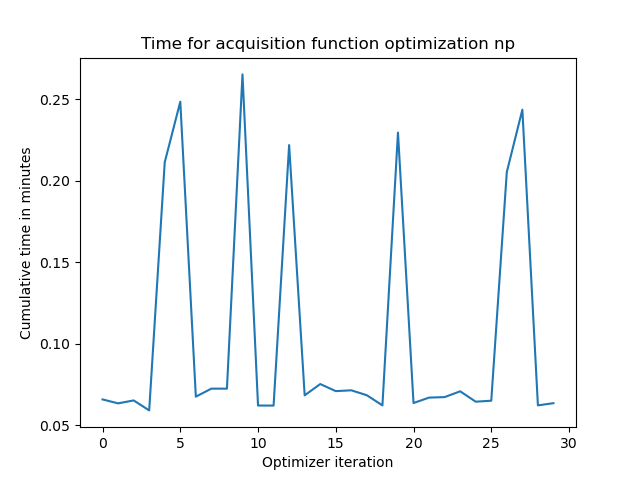 Time for acquisition function optimization np
Cumulative time in minutes
0.25
0.20
0.15
0.10
0.05
0 5 10 15 20 25 30
Optimizer iteration